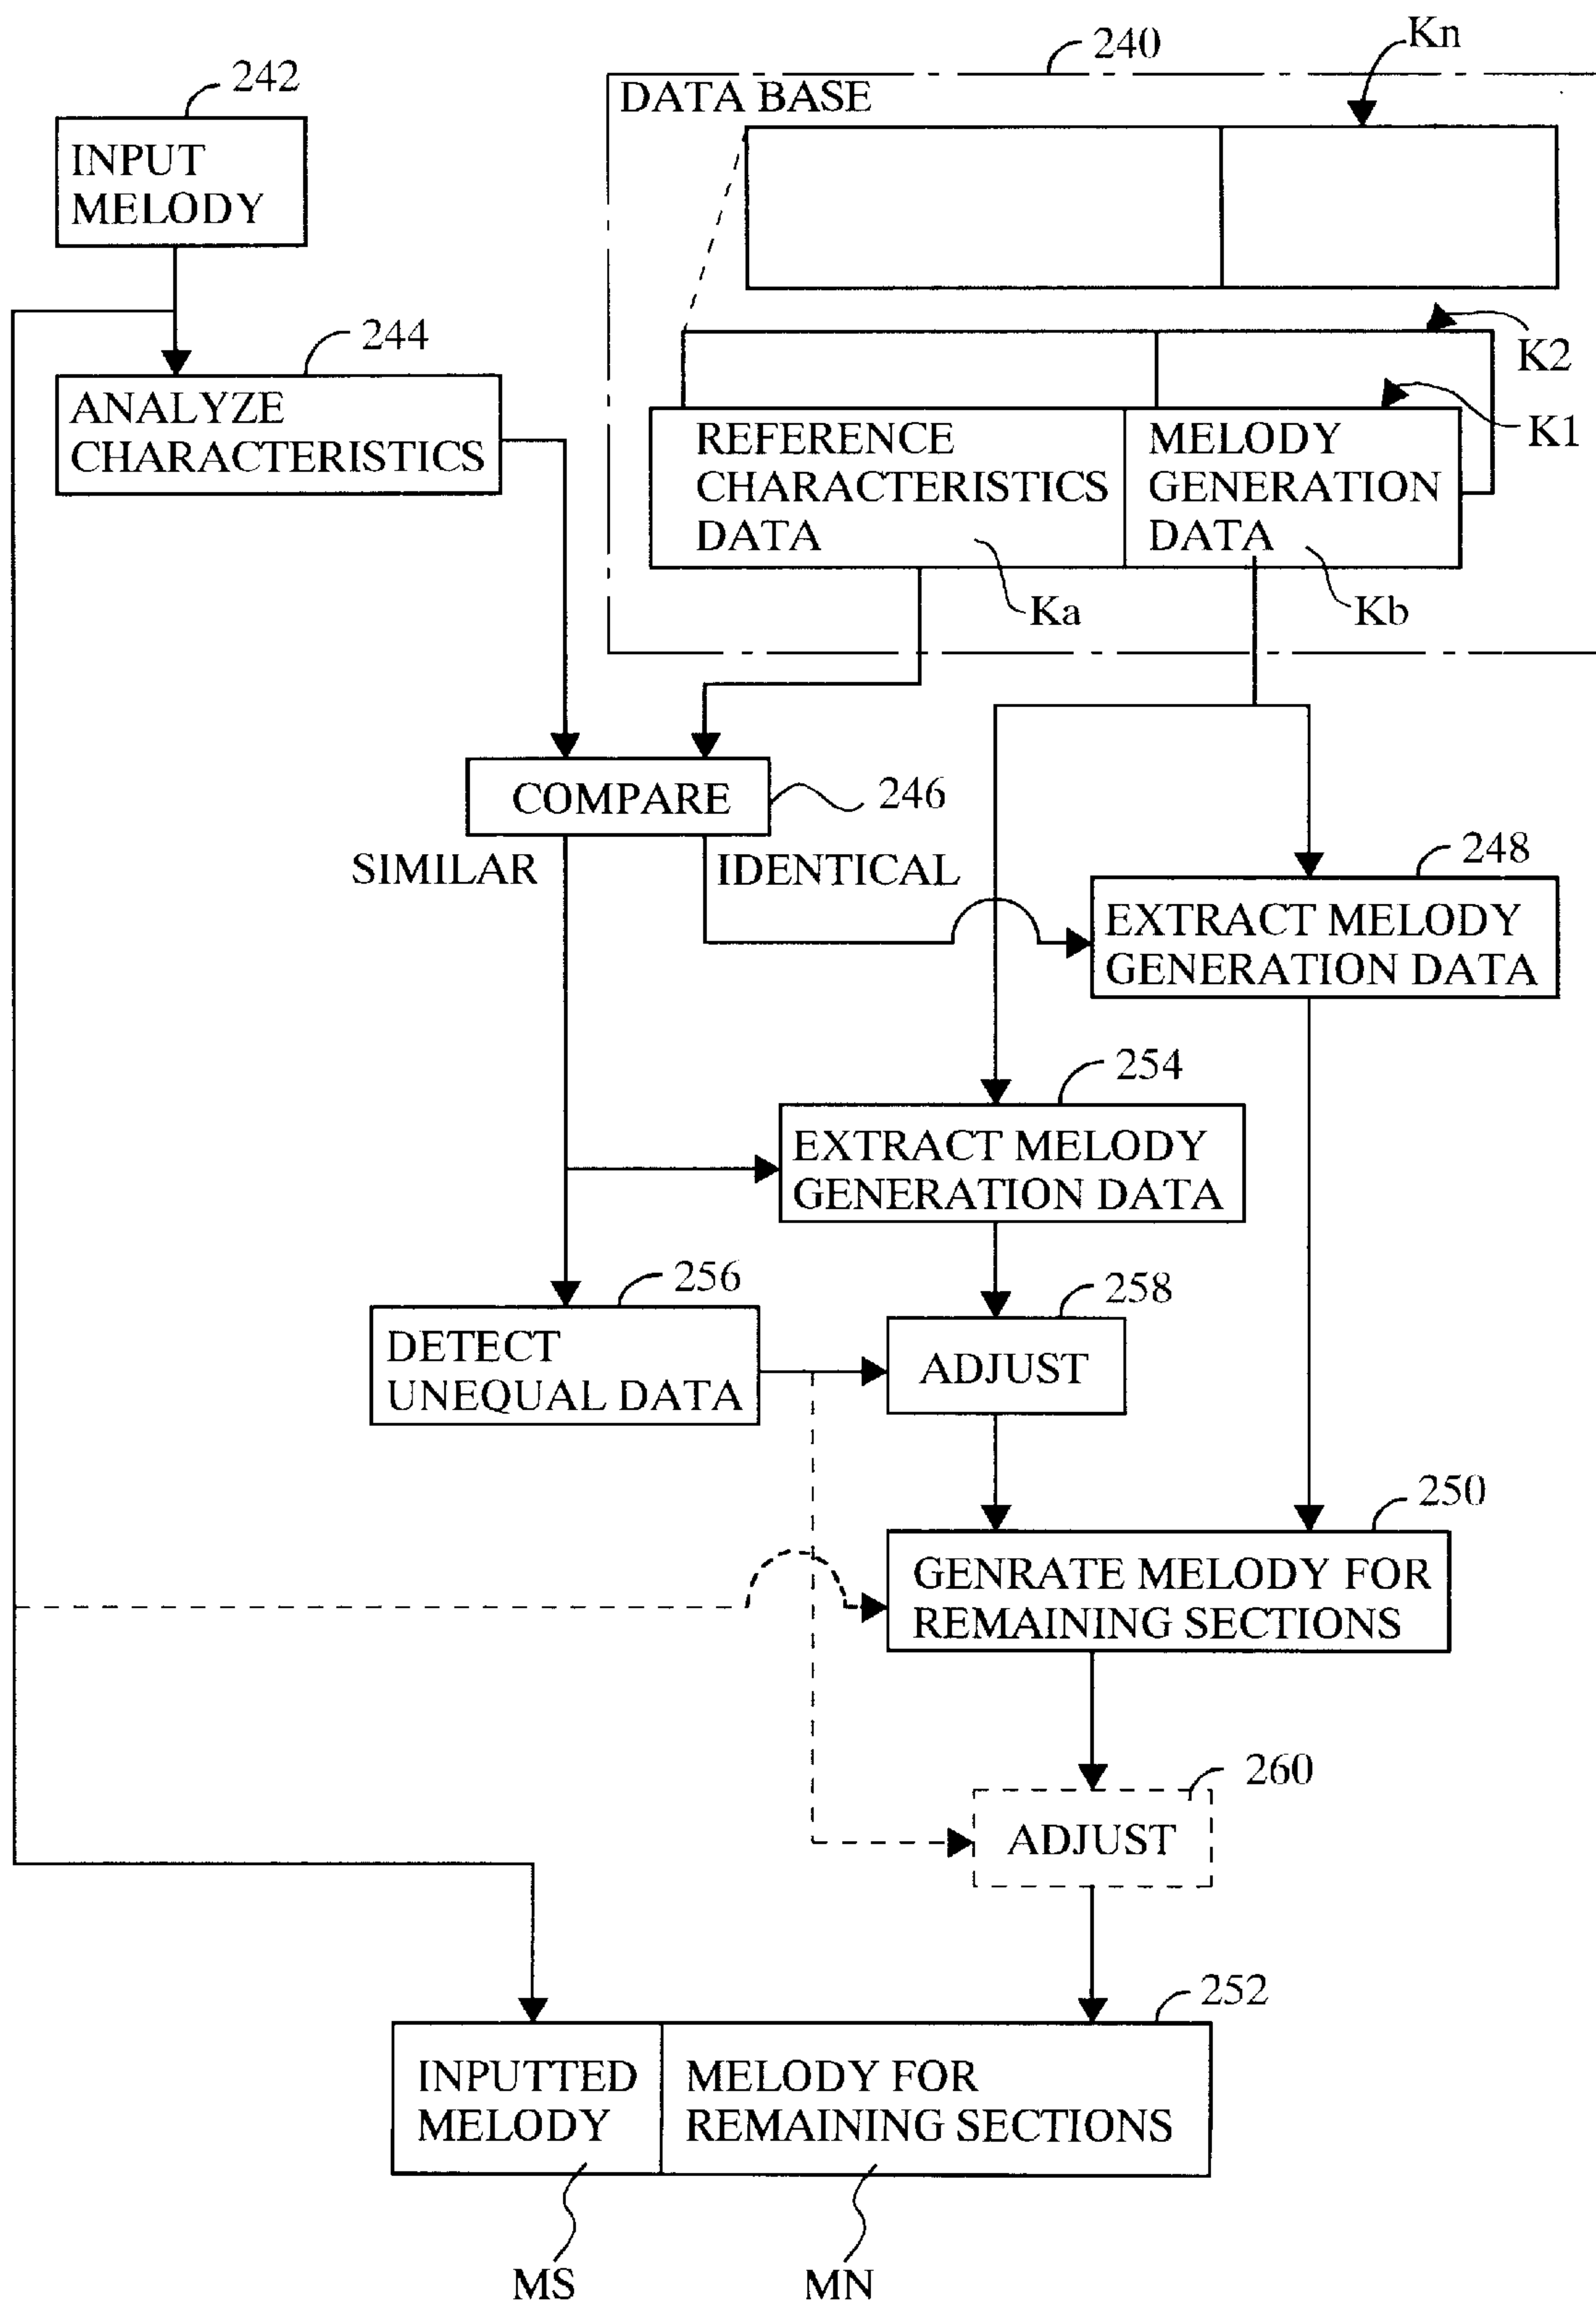 240
Kn
242
DATA BASE
INPUT
MELODY
244
K2
ANALYZE
CHARACTERISTICS
REFERENCE
CHARACTERISTICS
DATA
MELODY
GENERATION
DATA
K1
Ka
Kb
COMPARE
246
SIMILAR
IDENTICAL
248
EXTRACT MELODY
GENERATION DATA
254
EXTRACT MELODY
GENERATION DATA
256
258
DETECT
UNEQUAL DATA
ADJUST
250
GENRATE MELODY FOR
REMAINING SECTIONS
260
ADJUST
252
INPUTTED
MELODY
MELODY FOR
REMAINING SECTIONS
MS
MN